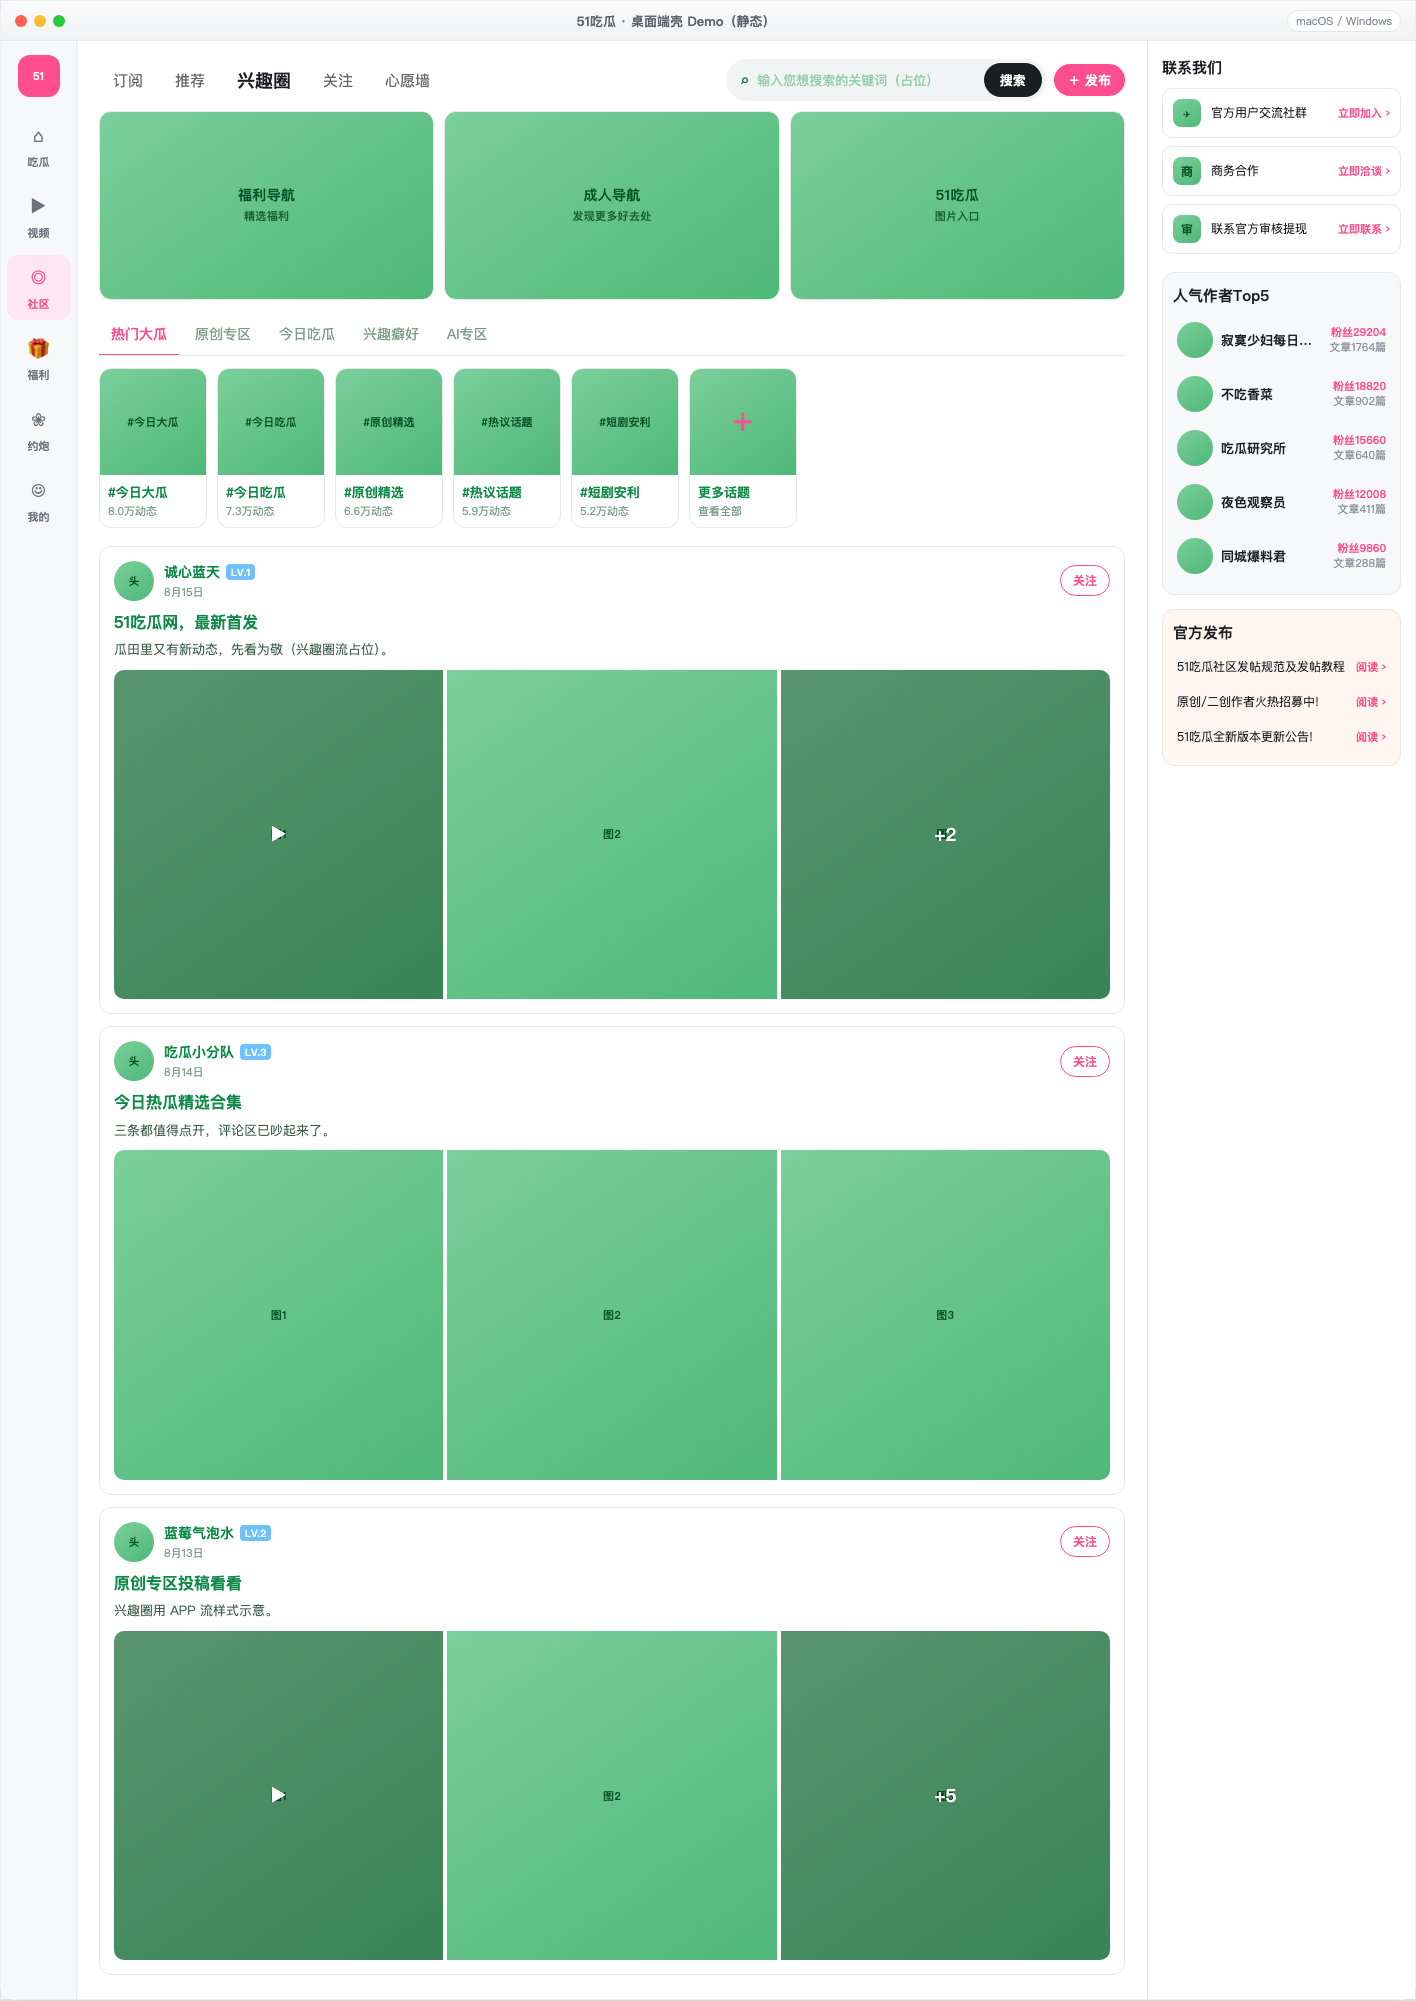 51吃瓜 · 桌面端壳 Demo（静态）
macOS / Windows
51
吃瓜
视频
社区
福利
约炮
我的
订阅
推荐
兴趣圈
关注
心愿墙
输入您想搜索的关键词（占位）
搜索
+ 发布
福利导航
精选福利
成人导航
发现更多好去处
51吃瓜
图片入口
热门大瓜
原创专区
今日吃瓜
兴趣癖好
AI专区
#今日大瓜
#今日吃瓜
#原创精选
#热议话题
#短剧安利
+
#今日大瓜
8.0万动态
#今日吃瓜
7.3万动态
#原创精选
6.6万动态
#热议话题
5.9万动态
#短剧安利
5.2万动态
更多话题
查看全部
头
诚心蓝天 LV.1
8月15日
关注
51吃瓜网，最新首发
瓜田里又有新动态，先看为敬（兴趣圈流占位）。
图2
+2
头
吃瓜小分队 LV.3
8月14日
关注
今日热瓜精选合集
三条都值得点开，评论区已吵起来了。
图1
图2
图3
头
蓝莓气泡水 LV.2
8月13日
关注
原创专区投稿看看
兴趣圈用 APP 流样式示意。
图2
+5
联系我们
官方用户交流社群
立即加入 ›
商
商务合作
立即洽谈 ›
审
联系官方审核提现
立即联系 ›
人气作者Top5
寂寞少妇每日...
粉丝29204
文章1764篇
不吃香菜
粉丝18820
文章902篇
吃瓜研究所
粉丝15660
文章640篇
夜色观察员
粉丝12008
文章411篇
同城爆料君
粉丝9860
文章288篇
官方发布
51吃瓜社区发帖规范及发帖教程
阅读 ›
原创/二创作者火热招募中!
阅读 ›
51吃瓜全新版本更新公告!
阅读 ›